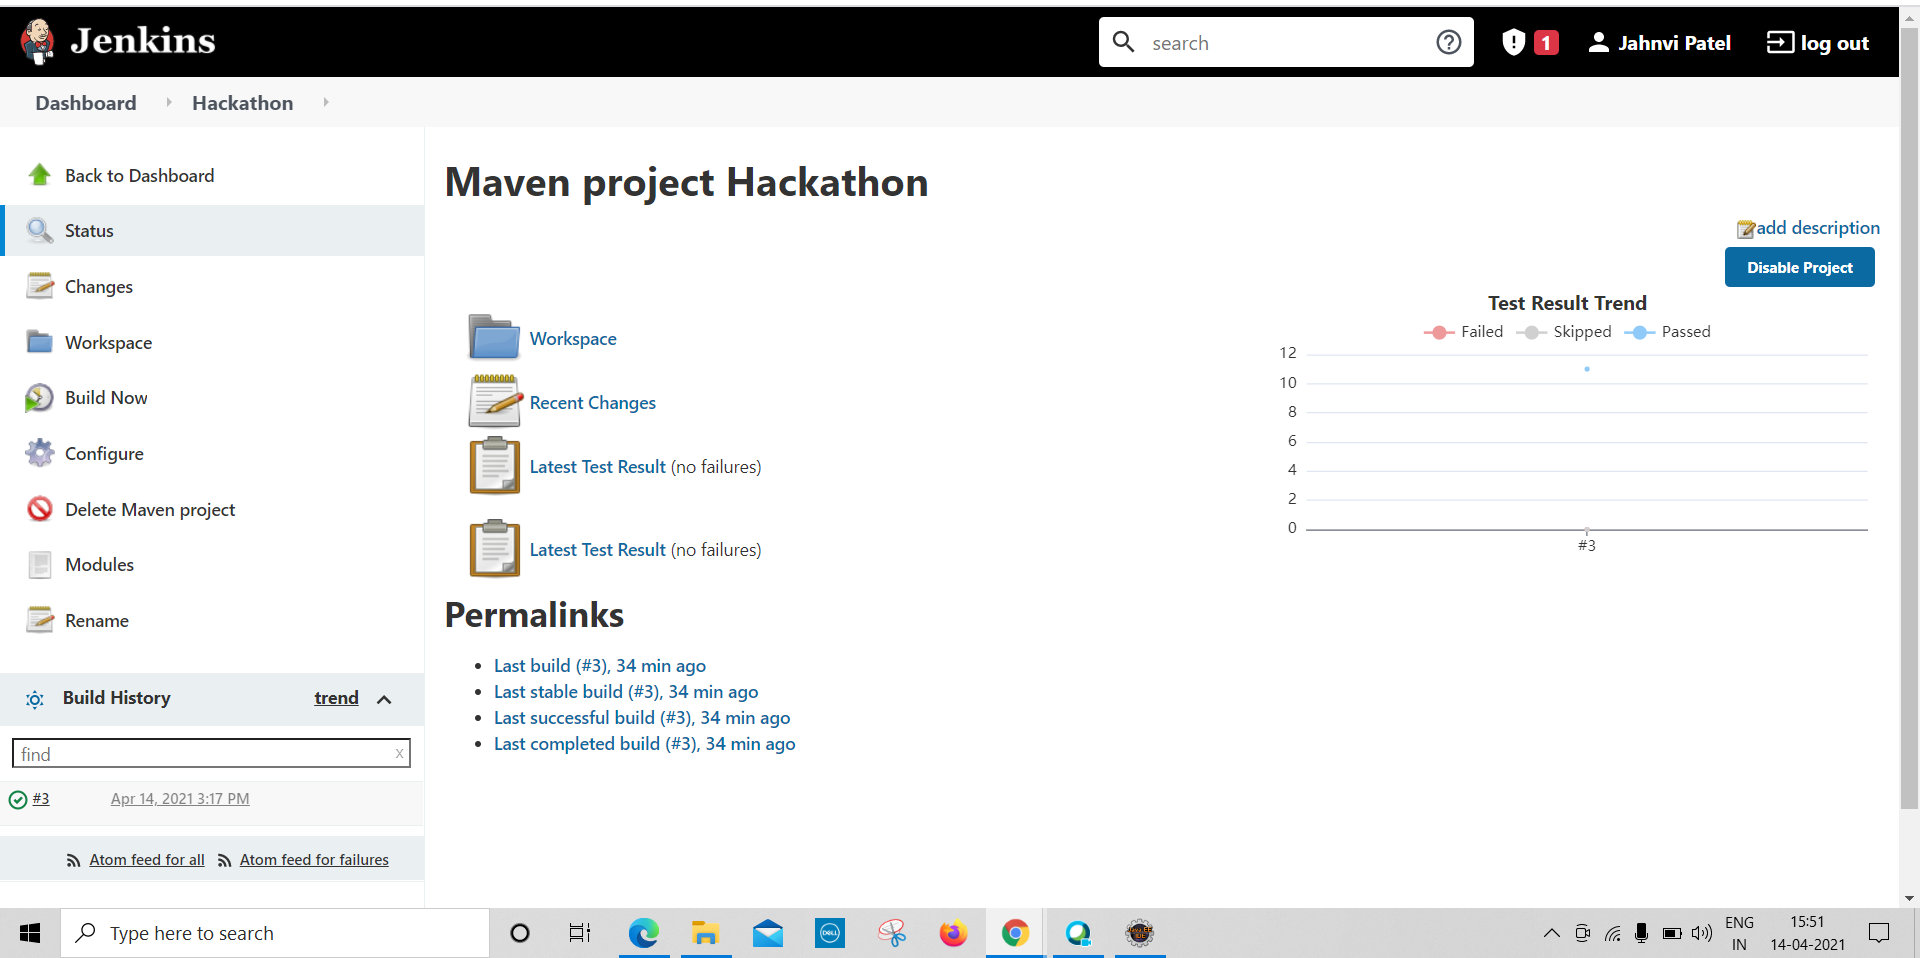 Jenkins
search
1
Jahnvi Patel
log out
Dashboard
Hackathon
Back to Dashboard
Status
Changes
Workspace
Build Now
Configure
Delete Maven project
Modules
Rename
Build History
trend
find
x
#3
Apr 14, 2021 3:17 PM
Atom feed for all
Atom feed for failures
Maven project Hackathon
add description
Disable Project
Workspace
Recent Changes
Latest Test Result (no failures)
Latest Test Result (no failures)
Test Result Trend
Failed Skipped Passed
12
10
8
6
4
2
0
#3
Permalinks
• Last build (#3), 34 min ago
• Last stable build (#3), 34 min ago
• Last successful build (#3), 34 min ago
• Last completed build (#3), 34 min ago
Type here to search
DELL
ENG
IN
15:51
14-04-2021